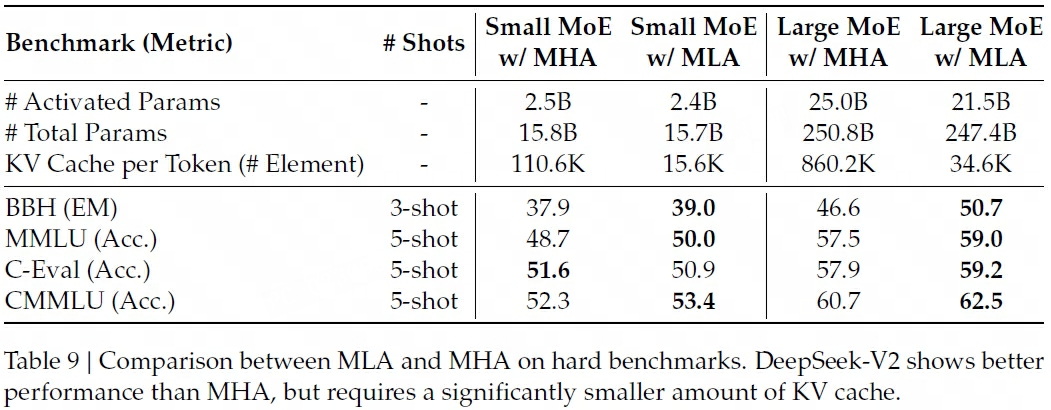 Benchmark (Metric) # Shots Small MoE w/ MHA Small MoE w/ MLA Large MoE w/ MHA Large MoE w/ MLA
# Activated Params - 2.5B 2.4B 25.0B 21.5B
# Total Params - 15.8B 15.7B 250.8B 247.4B
KV Cache per Token (# Element) - 110.6K 15.6K 860.2K 34.6K
BBH (EM) 3-shot 37.9 39.0 46.6 50.7
MMLU (Acc.) 5-shot 48.7 50.0 57.5 59.0
C-Eval (Acc.) 5-shot 51.6 50.9 57.9 59.2
CMMLU (Acc.) 5-shot 52.3 53.4 60.7 62.5
Table 9 | Comparison between MLA and MHA on hard benchmarks. DeepSeek-V2 shows better
performance than MHA, but requires a significantly smaller amount of KV cache.